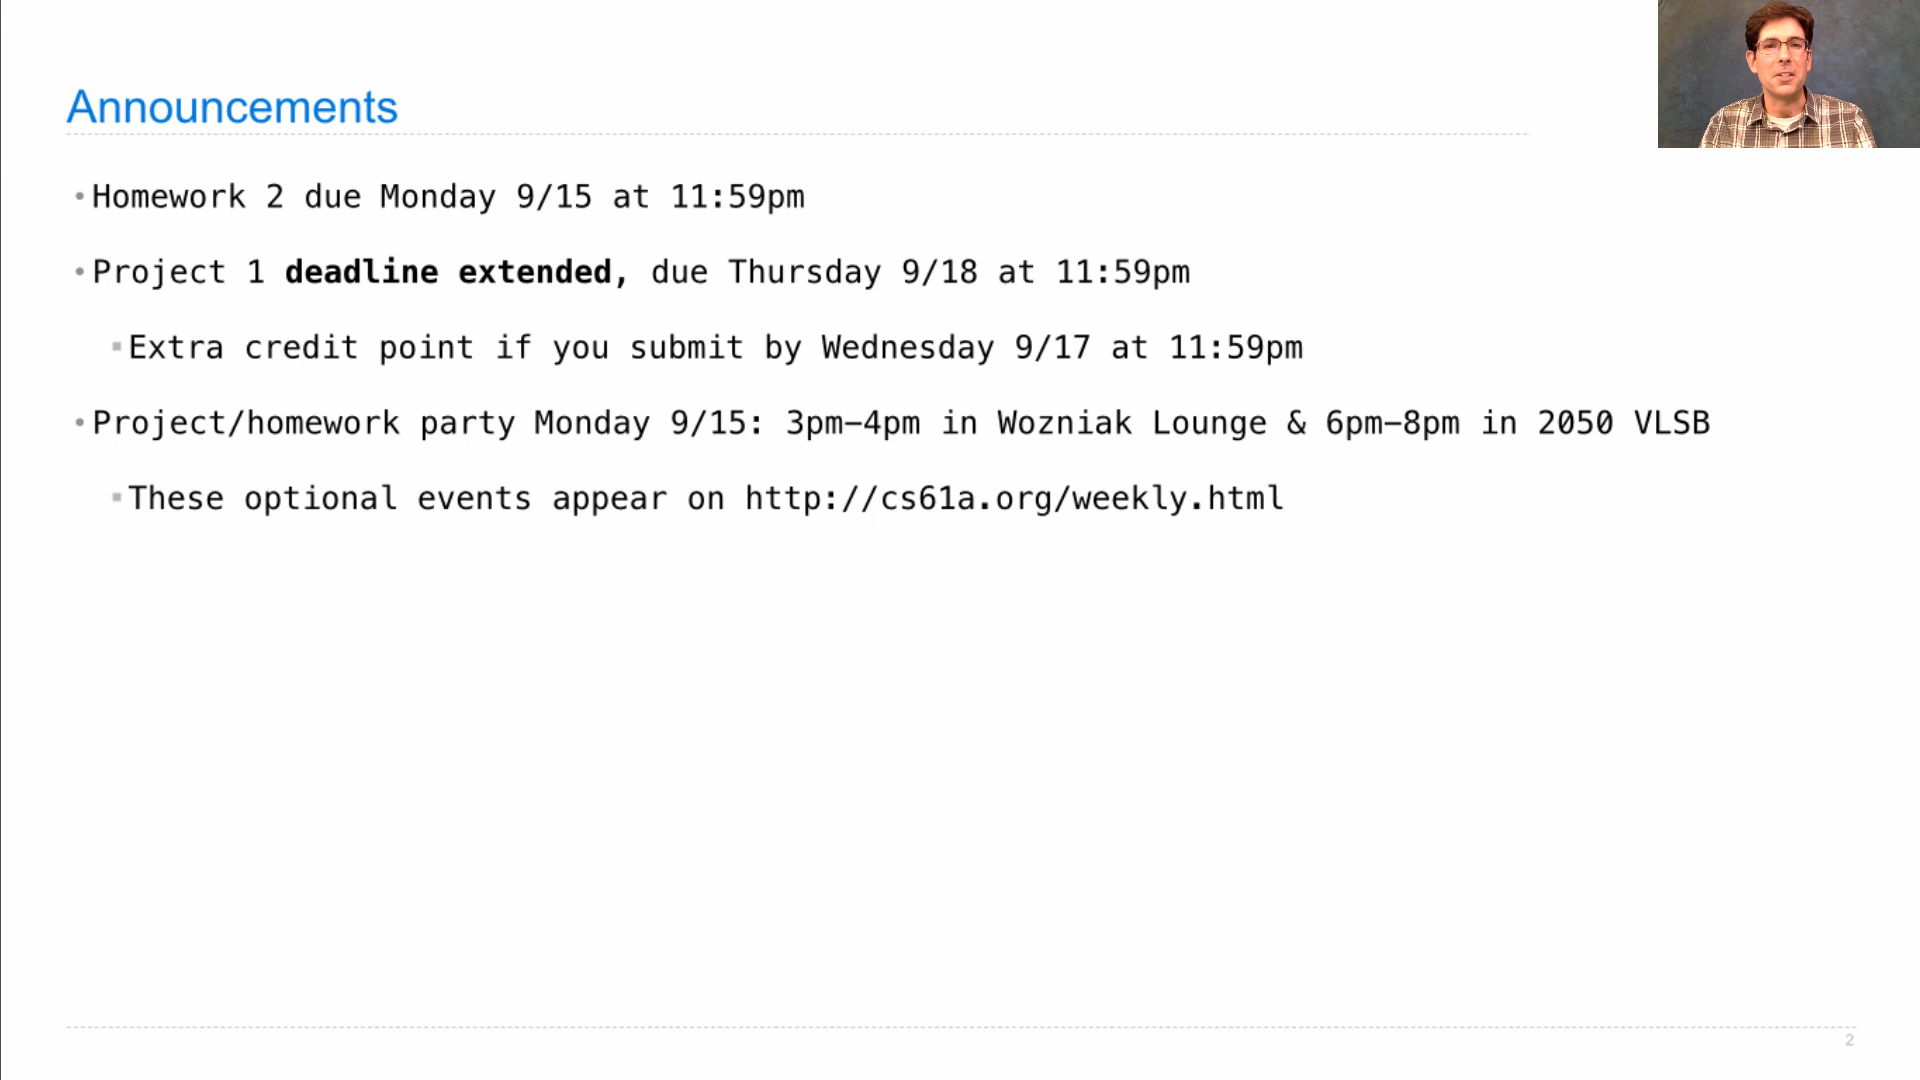 Announcements
•Homework 2 due Monday 9/15 at 11:59pm
•Project 1 deadline extended, due Thursday 9/18 at 11:59pm
▪Extra credit point if you submit by Wednesday 9/17 at 11:59pm
•Project/homework party Monday 9/15: 3pm–4pm in Wozniak Lounge & 6pm–8pm in 2050 VLSB
▪These optional events appear on http://cs61a.org/weekly.html
2